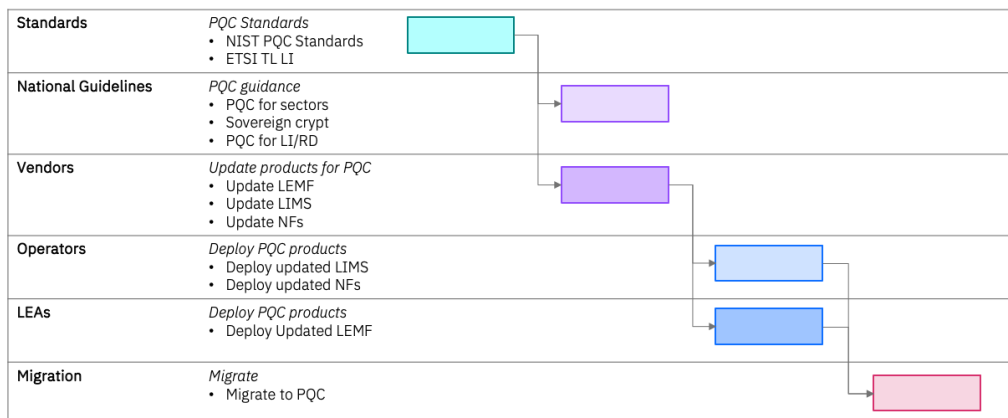 Standards
PQC Standards
• NIST PQC Standards
• ETSI TL LI
National Guidelines
PQC guidance
• PQC for sectors
• Sovereign crypt
• PQC for LI/RD
Vendors
Update products for PQC
• Update LEMF
• Update LIMS
• Update NFs
Operators
Deploy PQC products
• Deploy updated LIMS
• Deploy updated NFs
LEAs
Deploy PQC products
• Deploy Updated LEMF
Migration
Migrate
• Migrate to PQC